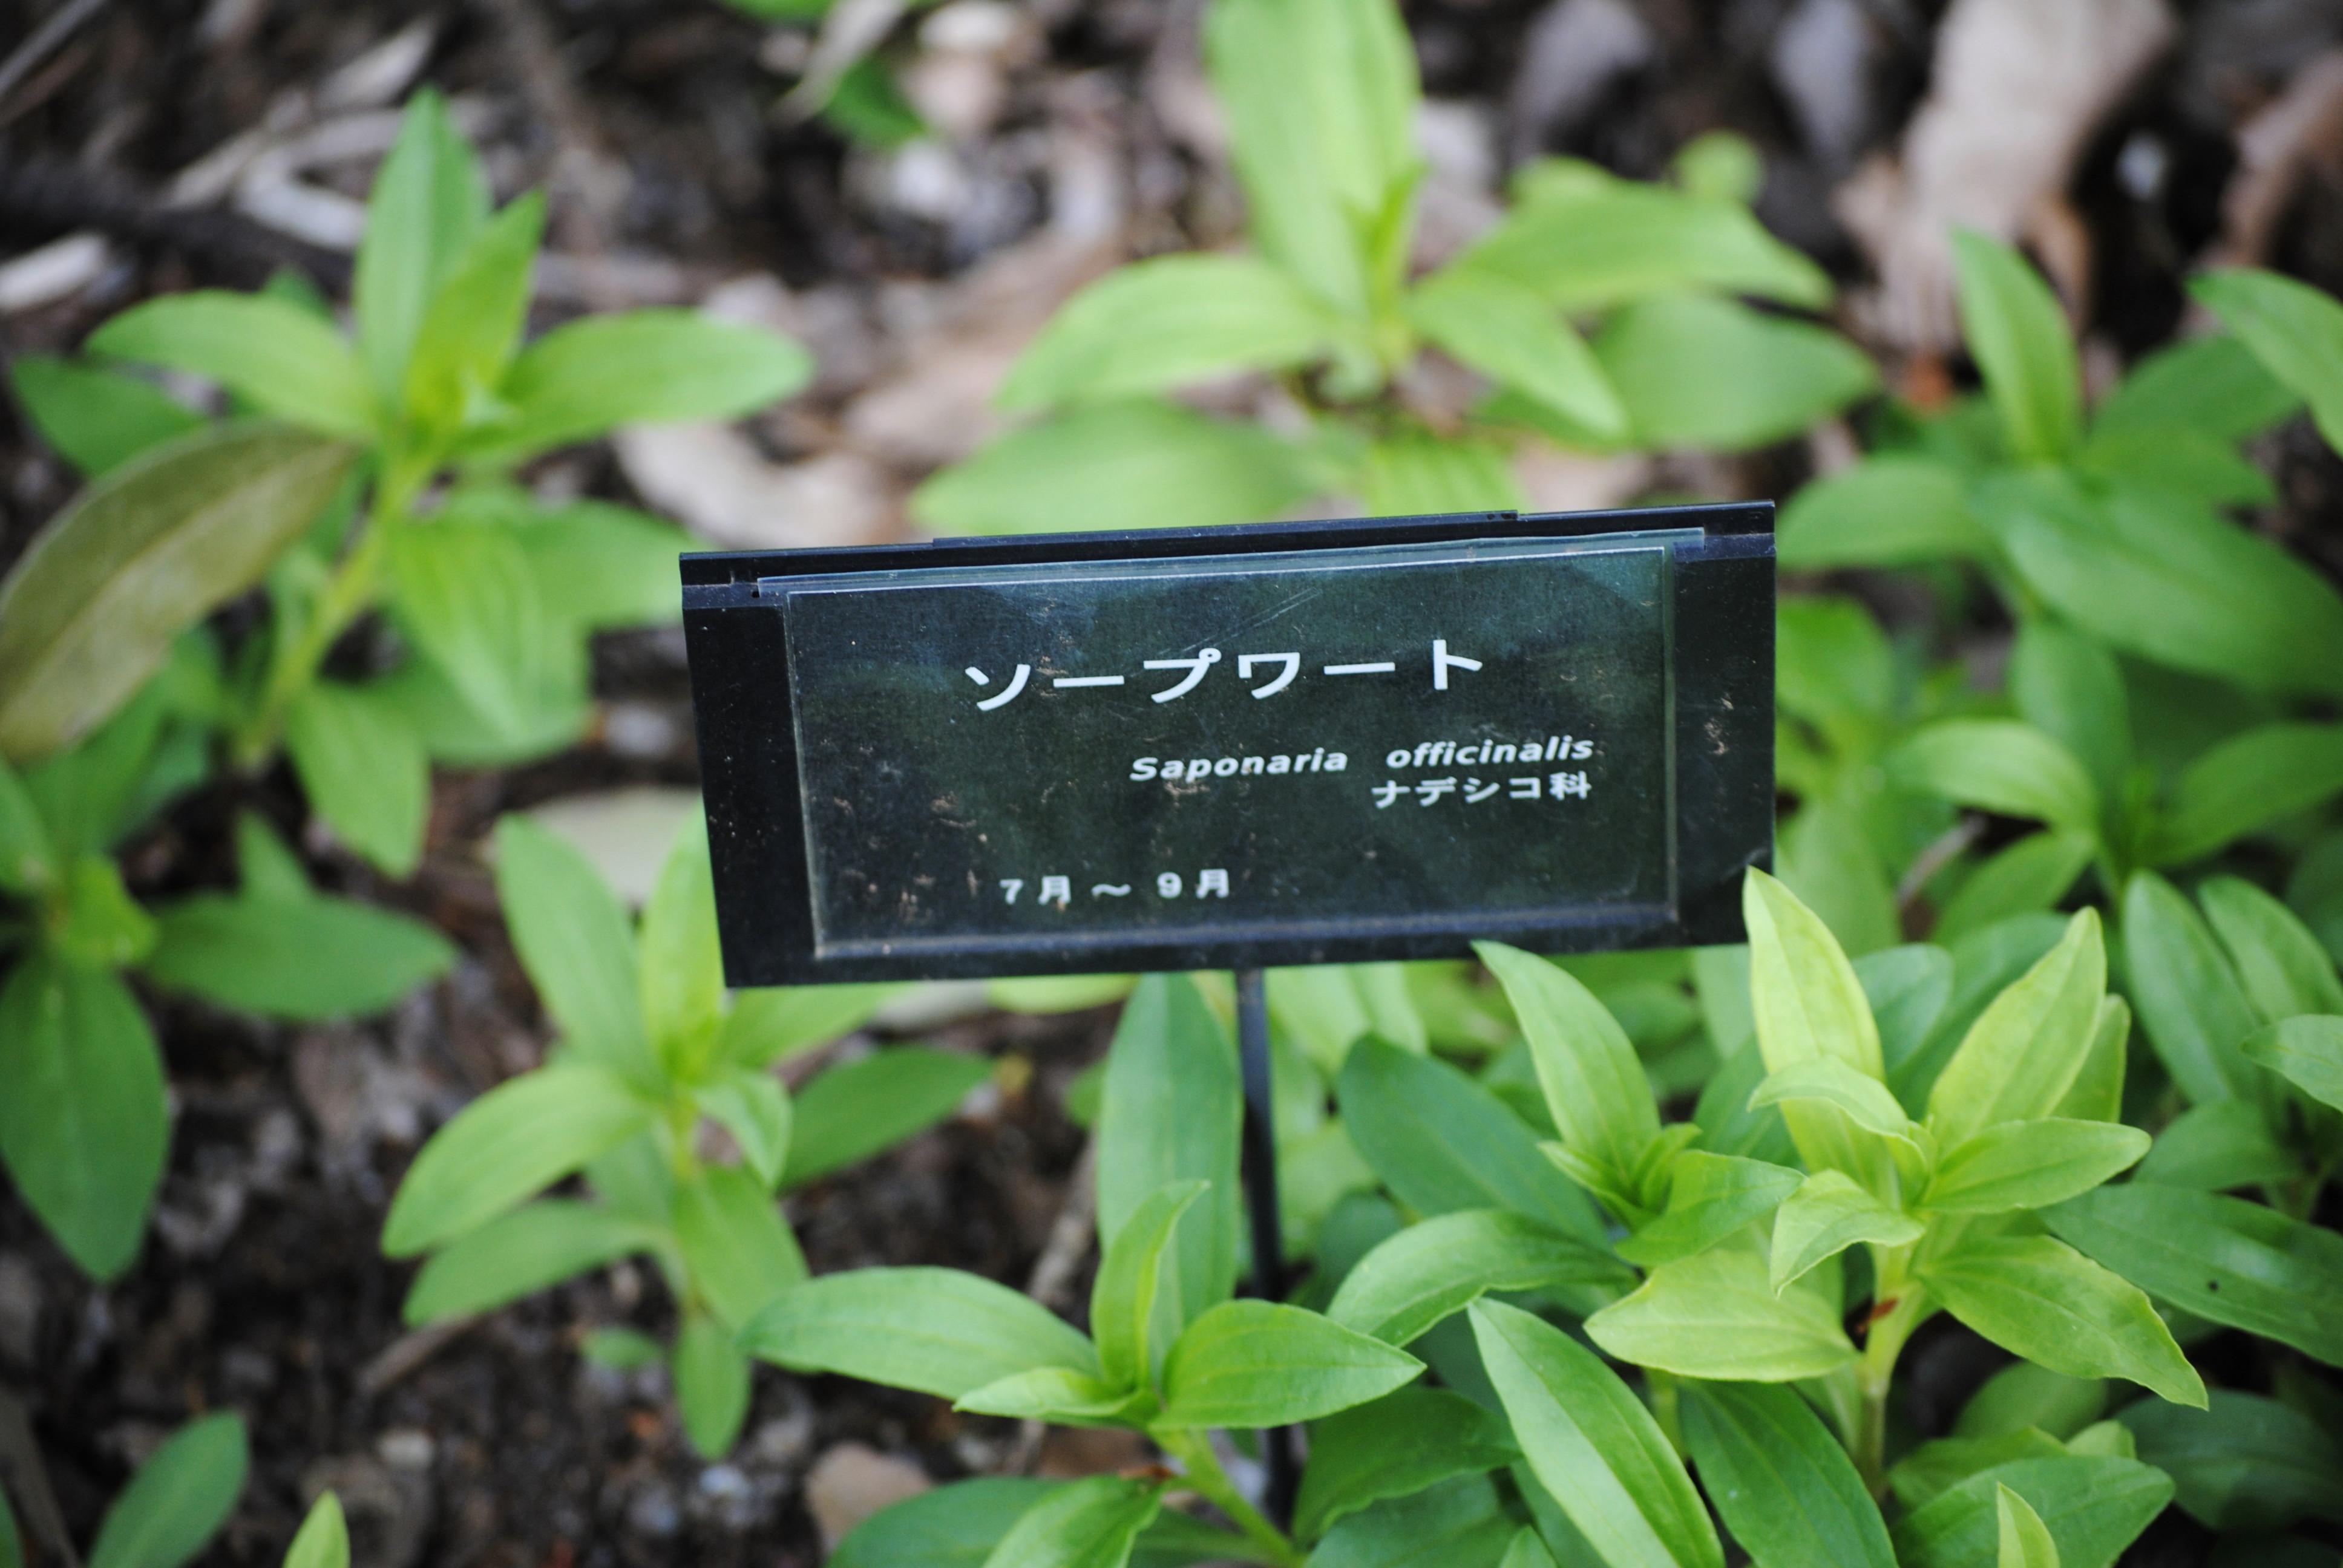 ソープワート
Saponaria officinalis
ナデシコ科
7月～9月